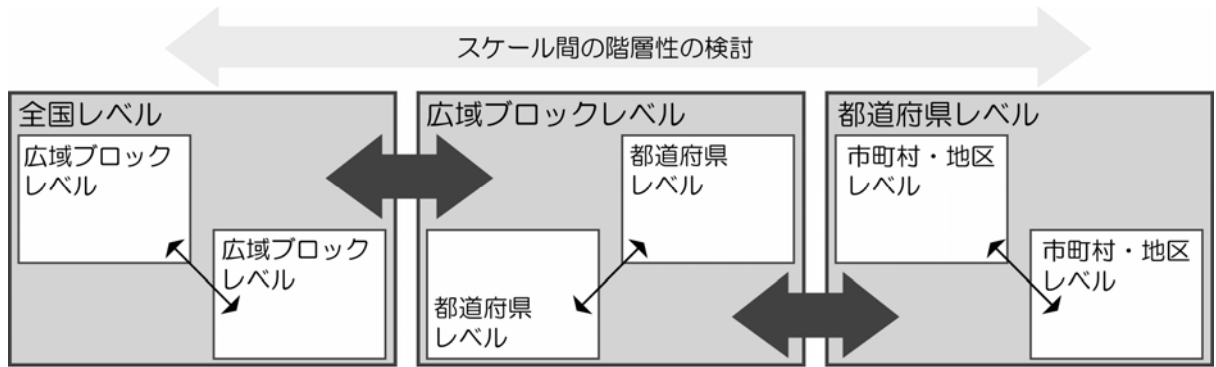 スケール間の階層性の検討
全国レベル
広域ブロック
レベル
広域ブロック
レベル
広域ブロックレベル
都道府県
レベル
都道府県
レベル
都道府県レベル
市町村・地区
レベル
市町村・地区
レベル